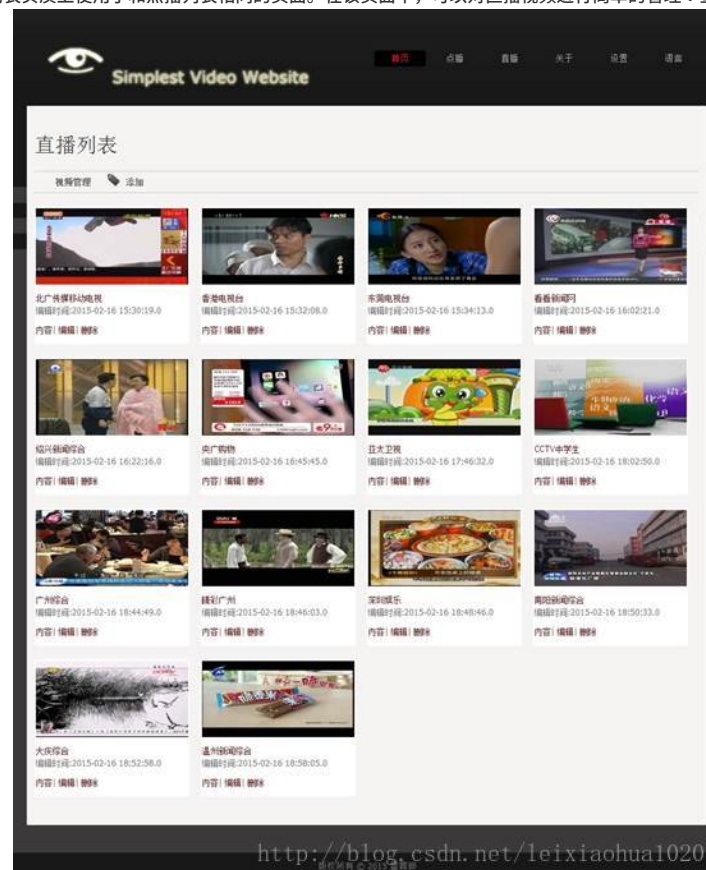 Simplest Video Website
首页 点播 直播 关于 设置 语言
直播列表
视频管理 添加
北广传媒移动电视
编辑时间:2015-02-16 15:30:19.0
内容| 编辑| 删除
香港电视台
编辑时间:2015-02-16 15:32:08.0
内容| 编辑| 删除
东莞电视台
编辑时间:2015-02-16 15:34:13.0
内容| 编辑| 删除
看看新闻网
编辑时间:2015-02-16 16:02:21.0
内容| 编辑| 删除
绍兴新闻综合
编辑时间:2015-02-16 16:22:16.0
内容| 编辑| 删除
央广购物
编辑时间:2015-02-16 16:45:45.0
内容| 编辑| 删除
亚太卫视
编辑时间:2015-02-16 17:46:32.0
内容| 编辑| 删除
CCTV中学生
编辑时间:2015-02-16 18:02:50.0
内容| 编辑| 删除
广州综合
编辑时间:2015-02-16 18:44:49.0
内容| 编辑| 删除
精彩广州
编辑时间:2015-02-16 18:46:03.0
内容| 编辑| 删除
深圳娱乐
编辑时间:2015-02-16 18:48:46.0
内容| 编辑| 删除
南阳新闻综合
编辑时间:2015-02-16 18:50:33.0
内容| 编辑| 删除
大庆综合
编辑时间:2015-02-16 18:52:58.0
内容| 编辑| 删除
温州新闻综合
编辑时间:2015-02-16 18:58:05.0
内容| 编辑| 删除
http://blog.csdn.net/leixiaohua1020
版权所有 © 2015 雷霄骅